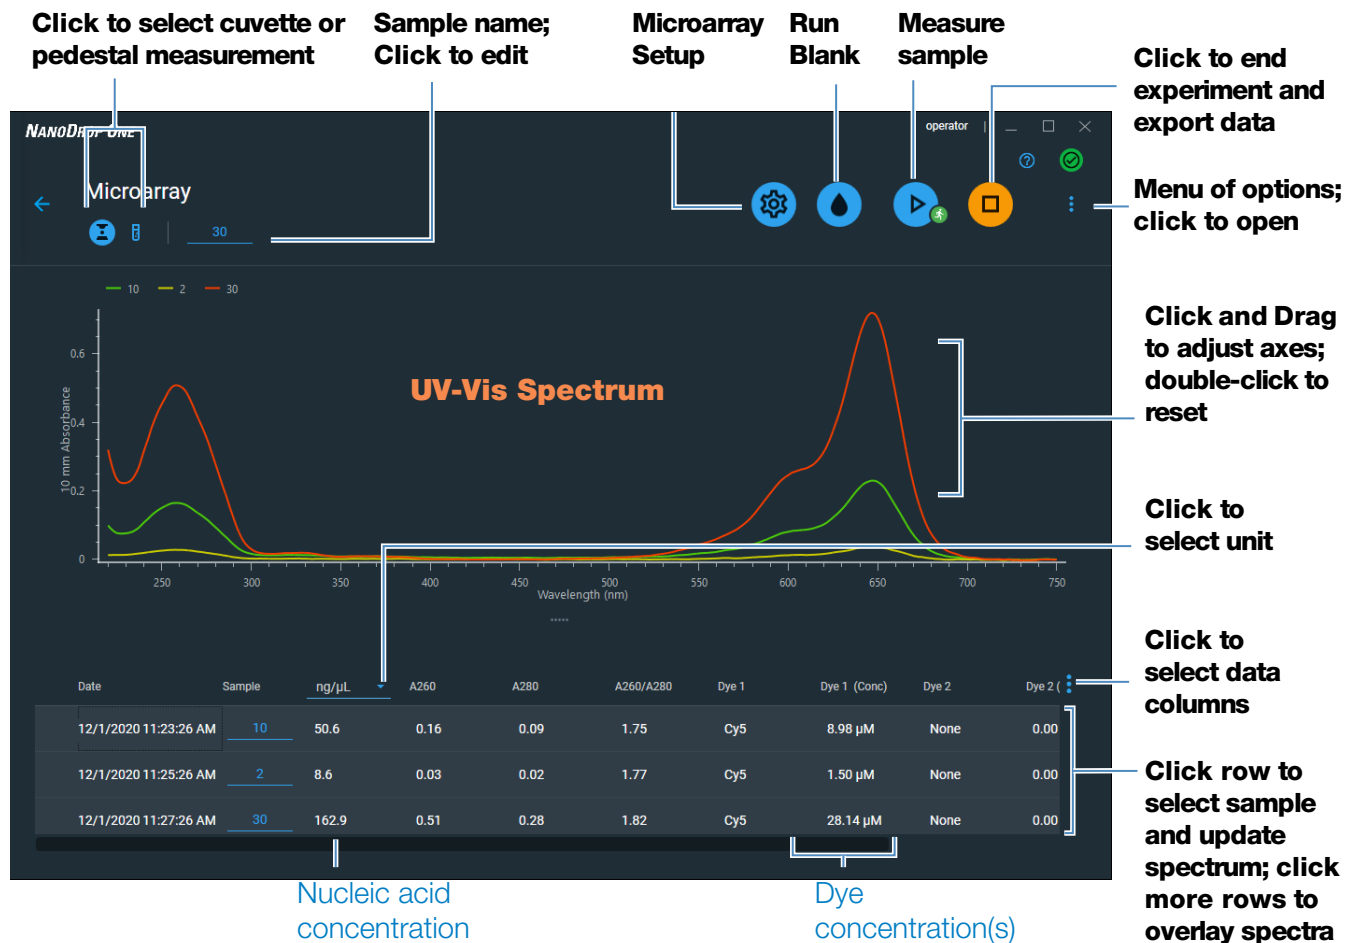 Click to select cuvette or
pedestal measurement
Sample name;
Click to edit
Microarray
Setup
Run
Blank
Measure
sample
Click to end
experiment and
export data
NANODROP ONE
operator
Microarray
30
Menu of options;
click to open
10 2 30
Click and Drag
to adjust axes;
double-click to
reset
UV-Vis Spectrum
10 mm Absorbance
0.6
0.4
0.2
0
Click to
select unit
250 300 350 400 450 500 550 600 650 700 750
Wavelength (nm)
Click to
select data
columns
Date Sample ng/µL A260 A280 A260/A280 Dye 1 Dye 1 (Conc) Dye 2 Dye 2 (
12/1/2020 11:23:26 AM 10 50.6 0.16 0.09 1.75 Cy5 8.98 µM None 0.00
12/1/2020 11:25:26 AM 2 8.6 0.03 0.02 1.77 Cy5 1.50 µM None 0.00
12/1/2020 11:27:26 AM 30 162.9 0.51 0.28 1.82 Cy5 28.14 µM None 0.00
Click row to
select sample
and update
spectrum; click
more rows to
overlay spectra
Nucleic acid
concentration
Dye
concentration(s)